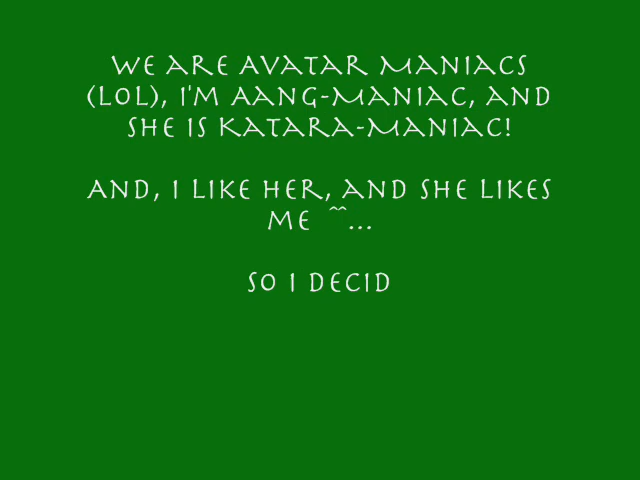 We are Avatar Maniacs
(lol), I'm Aang-Maniac, and
she is Katara-Maniac!
And, I like her, and she likes
me ^^...
So I decid